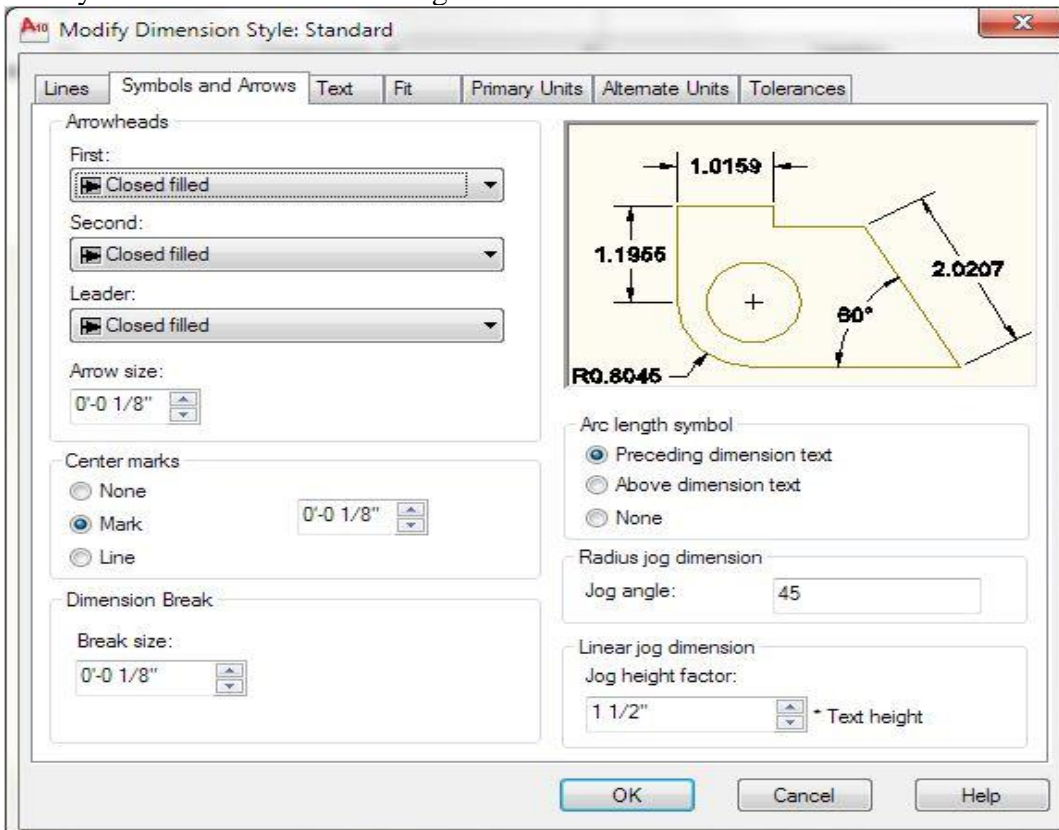 A10 Modify Dimension Style: Standard
Lines Symbols and Arrows Text Fit Primary Units Alternate Units Tolerances
Arrowheads
First:
Closed filled
Second:
Closed filled
Leader:
Closed filled
Arrow size:
0'-0 1/8"
Center marks
None
Mark
0'-0 1/8"
Line
Dimension Break
Break size:
0'-0 1/8"
1.0159
1.1955
2.0207
60°
R0.8045
Arc length symbol
Preceding dimension text
Above dimension text
None
Radius jog dimension
Jog angle: 45
Linear jog dimension
Jog height factor:
1 1/2" * Text height
OK Cancel Help